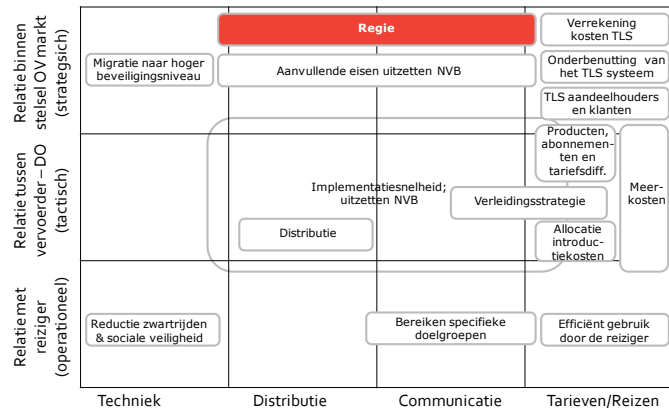 Relatie binnen
stelsel OV markt
(strategsich)
Regie
Verrekening
kosten TLS
Migratie naar hoger
beveiligingsniveau
Aanvullende eisen uitzetten NVB
Onderbenutting van
het TLS systeem
TLS aandeelhouders
en klanten
Relatie tussen
vervoerder – DO
(tactisch)
Producten,
abonnemen-
ten en
tariefsdiff.
Meer-
kosten
Implementatiesnelheid;
uitzetten NVB
Verleidingsstrategie
Distributie
Allocatie
introduc-
tiekosten
Relatie met
reiziger
(operationeel)
Reductie zwartrijden
& sociale veiligheid
Bereiken specifieke
doelgroepen
Efficiënt gebruik
door de reiziger
Techniek
Distributie
Communicatie
Tarieven/Reizen